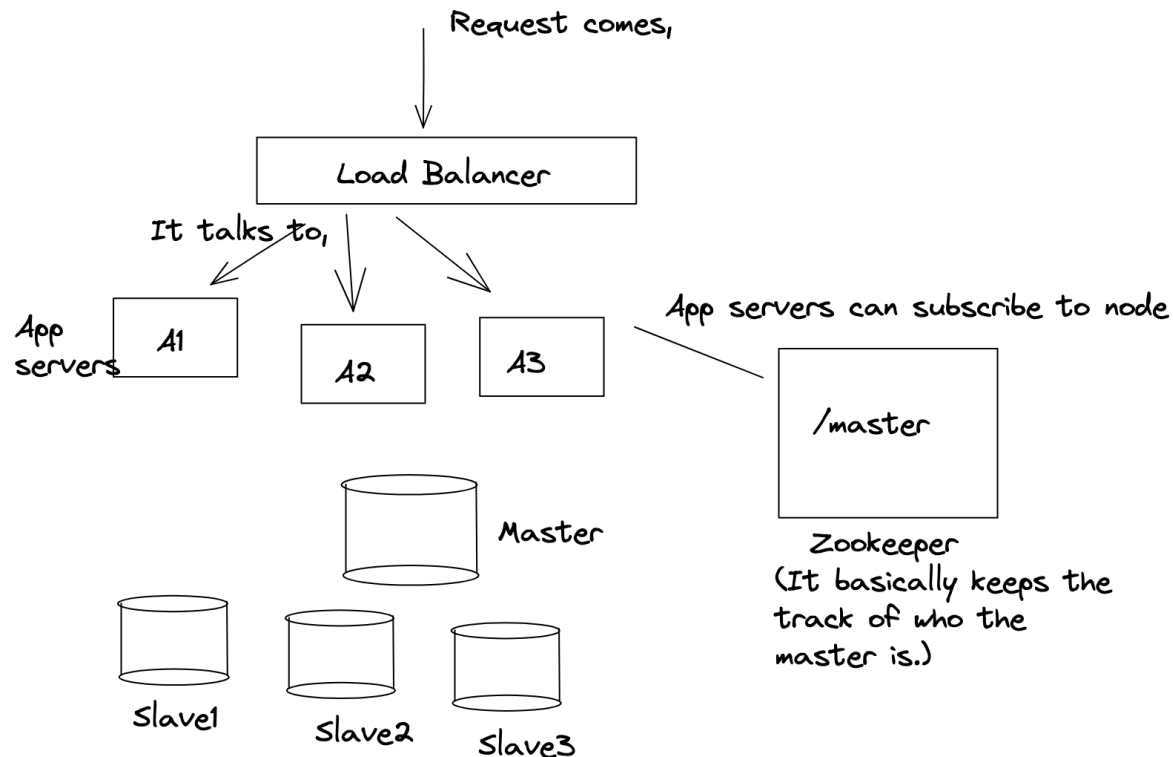 Request comes,
Load Balancer
It talks to,
App servers can subscribe to node
App
servers
A1
A2
A3
/master
Master
Zookeeper
(It basically keeps the
track of who the
master is.)
Slave1
Slave2
Slave3